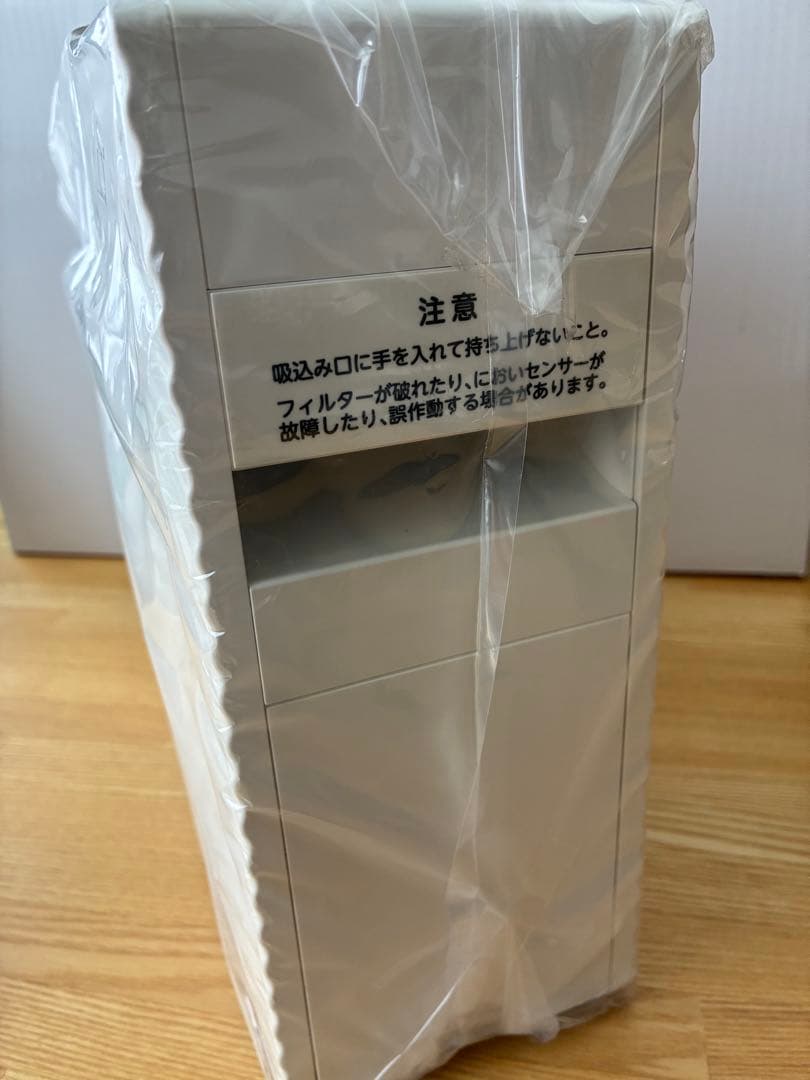 注意
吸込み口に手を入れて持ち上げないこと。
フィルターが破れたり、においセンサーが
故障したり、誤作動する場合があります。